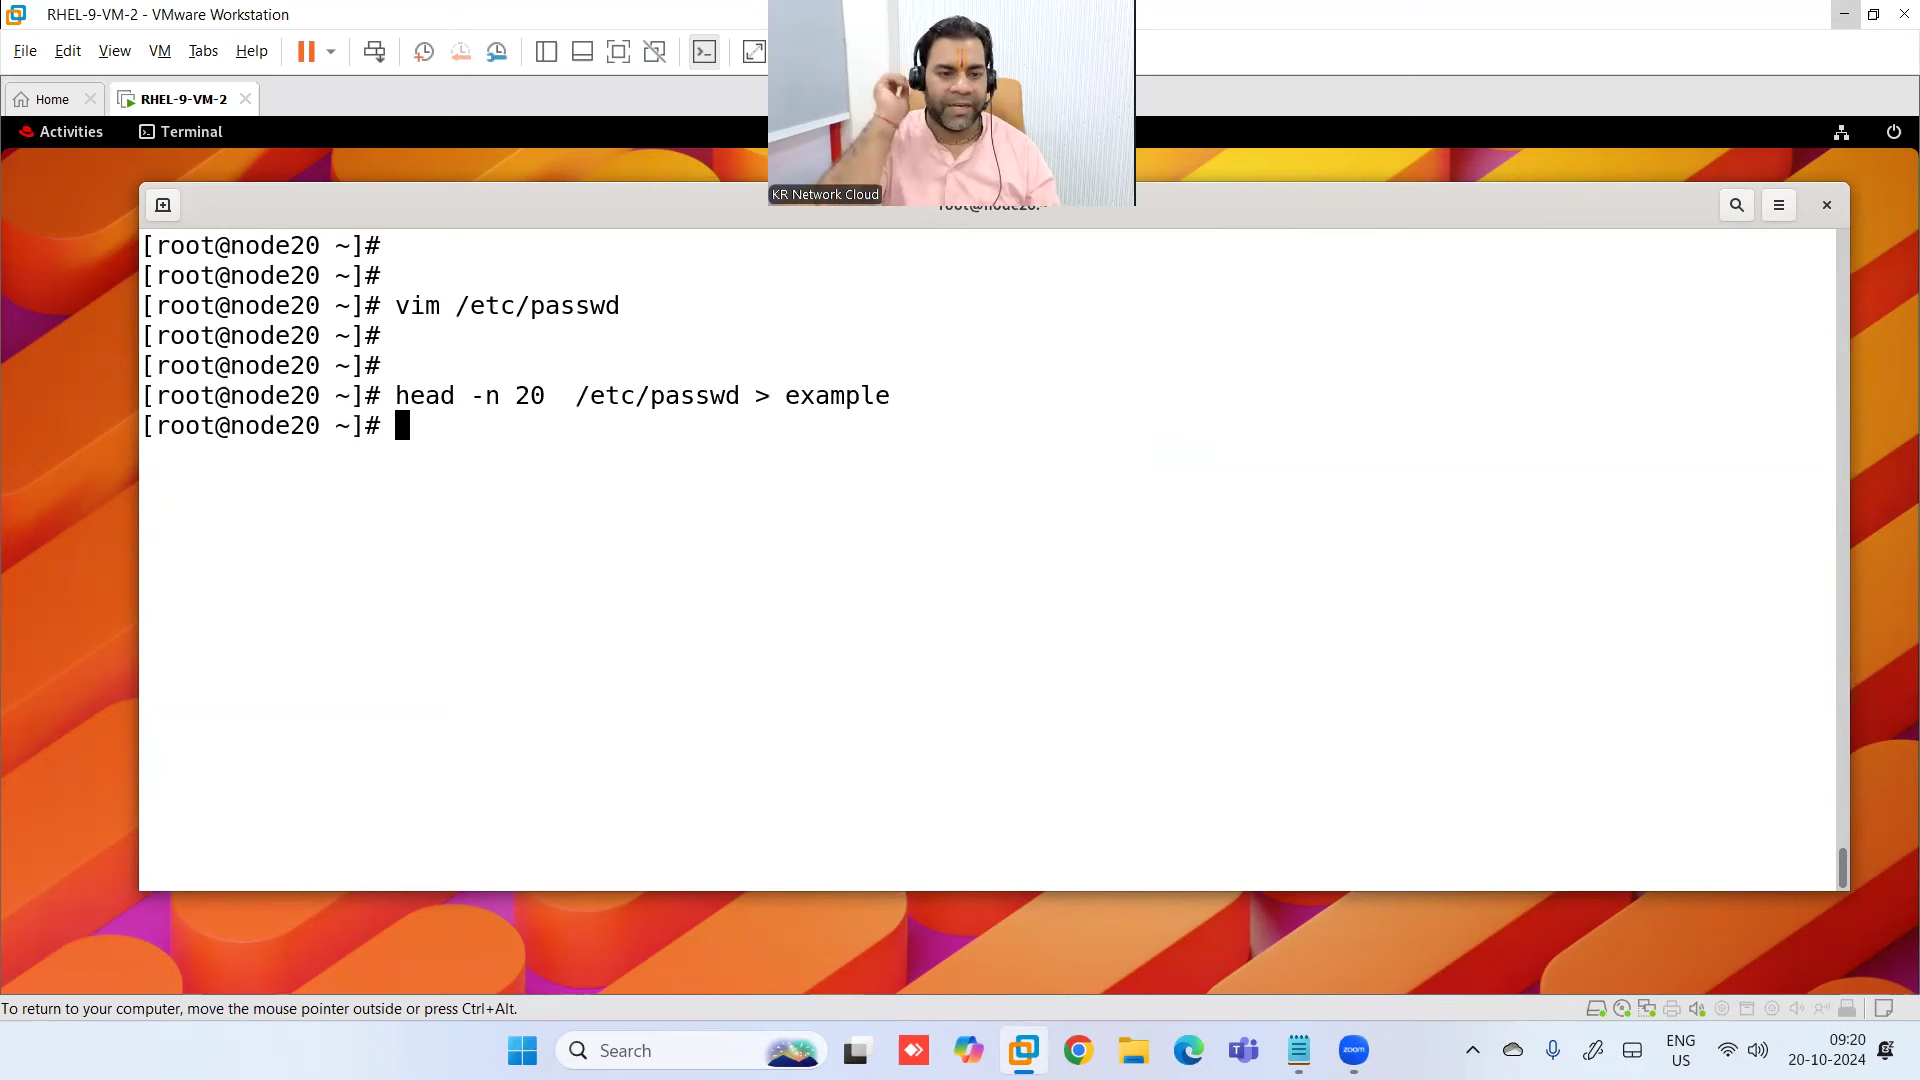 RHEL-9-VM-2 - VMware Workstation
File Edit View VM Tabs Help
Home
RHEL-9-VM-2
Activities
Terminal
KR Network Cloud
[root@node20 ~]#
[root@node20 ~]#
[root@node20 ~]# vim /etc/passwd
[root@node20 ~]#
[root@node20 ~]#
[root@node20 ~]# head -n 20  /etc/passwd > example
[root@node20 ~]#
To return to your computer, move the mouse pointer outside or press Ctrl+Alt.
Search
zoom
ENG
US
09:20
20-10-2024